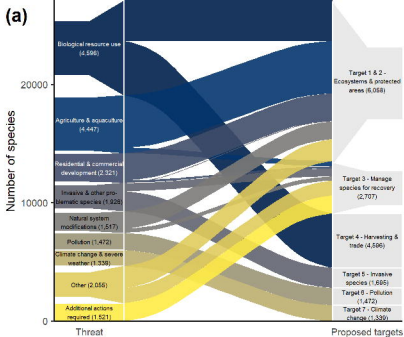 (a)
Number of species
20000
10000
0
Biological resource use
(4,596)
Agriculture & aquaculture
(4,447)
Residential & commercial
development (2,321)
Invasive & other pro-
blematic species (1,926)
Natural system
modifications (1,517)
Pollution (1,472)
Climate change & severe
weather (1,339)
Other (2,055)
Additional actions
required (1,521)
Target 1 & 2 -
Ecosystems & protected
areas (6,058)
Target 3 - Manage
species for recovery
(2,707)
Target 4 - Harvesting &
trade (4,596)
Target 5 - Invasive
species (1,695)
Target 6 - Pollution
(1,472)
Target 7 - Climate
change (1,339)
Threat
Proposed targets